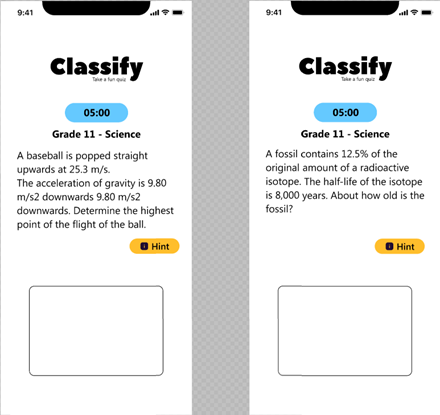 9:41
Classify
Take a fun quiz
05:00
Grade 11 - Science
A baseball is popped straight
upwards at 25.3 m/s.
The acceleration of gravity is 9.80
m/s2 downwards 9.80 m/s2
downwards. Determine the highest
point of the flight of the ball.
Hint
9:41
Classify
Take a fun quiz
05:00
Grade 11 - Science
A fossil contains 12.5% of the
original amount of a radioactive
isotope. The half-life of the isotope
is 8,000 years. About how old is the
fossil?
Hint